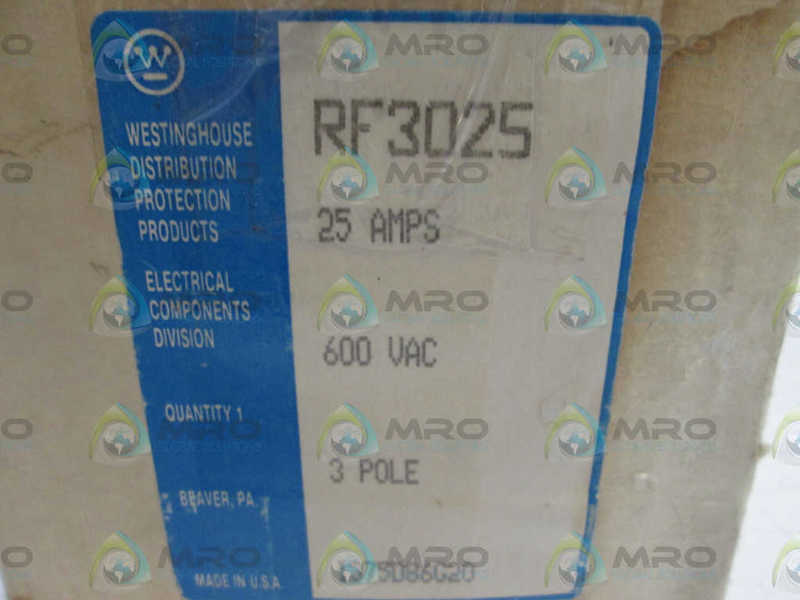 WESTINGHOUSE
DISTRIBUTION
PROTECTION
PRODUCTS
ELECTRICAL
COMPONENTS
DIVISION
QUANTITY 1
BEAVER, PA.
MADE IN U.S.A.
RF3025
25 AMPS
600 VAC
3 POLE
MRO